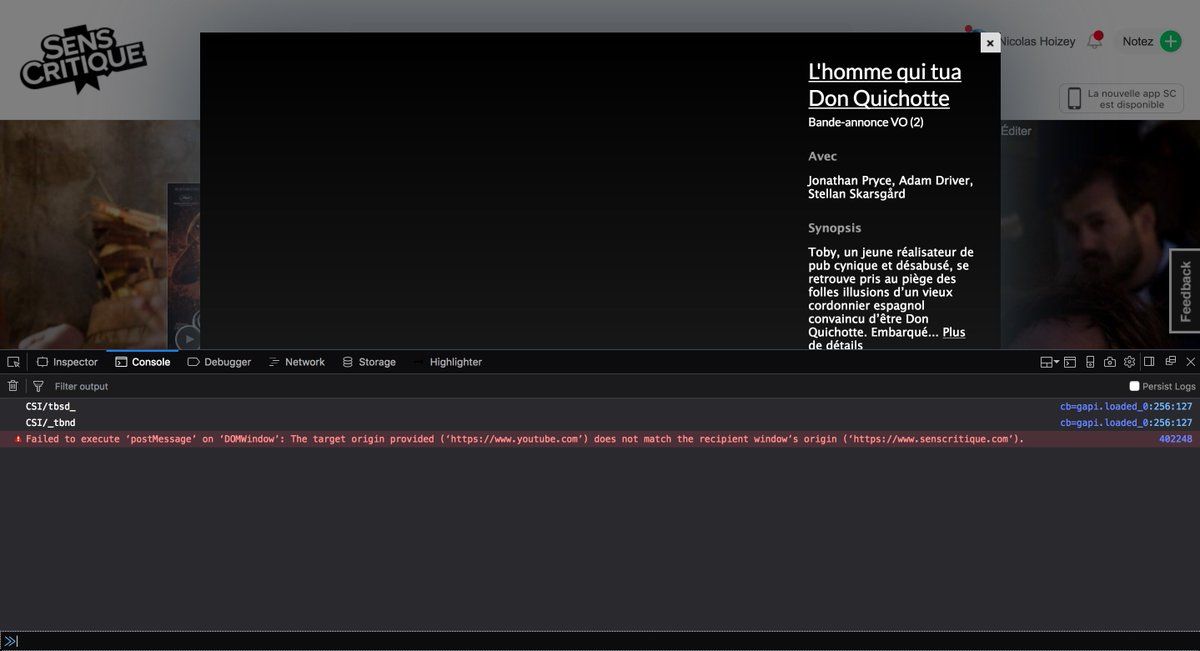 SENS
CRITIQUE
Nicolas Hoizey
Notez
La nouvelle app SC
est disponible
Éditer
L'homme qui tua
Don Quichotte
Bande-annonce VO (2)
Avec
Jonathan Pryce, Adam Driver,
Stellan Skarsgård
Synopsis
Toby, un jeune réalisateur de
pub cynique et désabusé, se
retrouve pris au piège des
folles illusions d’un vieux
cordonnier espagnol
convaincu d’être Don
Quichotte. Embarqué... Plus
de détails
Feedback
Inspector Console Debugger Network Storage Highlighter
Filter output Persist Logs
CSI/tbsd_ cb=gapi.loaded_0:256:127
CSI/_tbnd cb=gapi.loaded_0:256:127
Failed to execute ‘postMessage’ on ‘DOMWindow’: The target origin provided (‘https://www.youtube.com’) does not match the recipient window’s origin (‘https://www.senscritique.com’). 402248